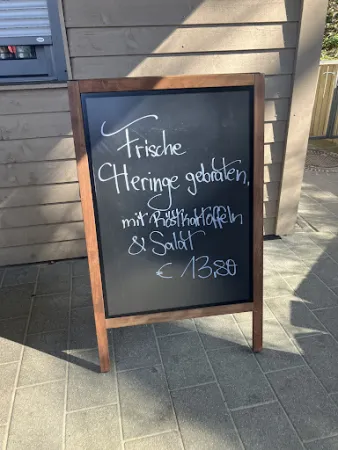 Frische
Heringe gebraten,
mit Röstkartoffeln
& Salat
€ 13,80